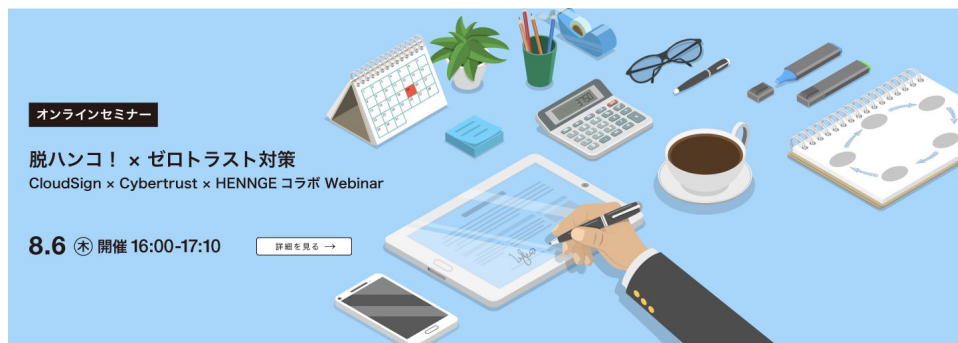 オンラインセミナー
脱ハンコ！ × ゼロトラスト対策
CloudSign × Cybertrust × HENNGE コラボ Webinar
8.6 ㊍ 開催 16:00-17:10
詳細を見る →